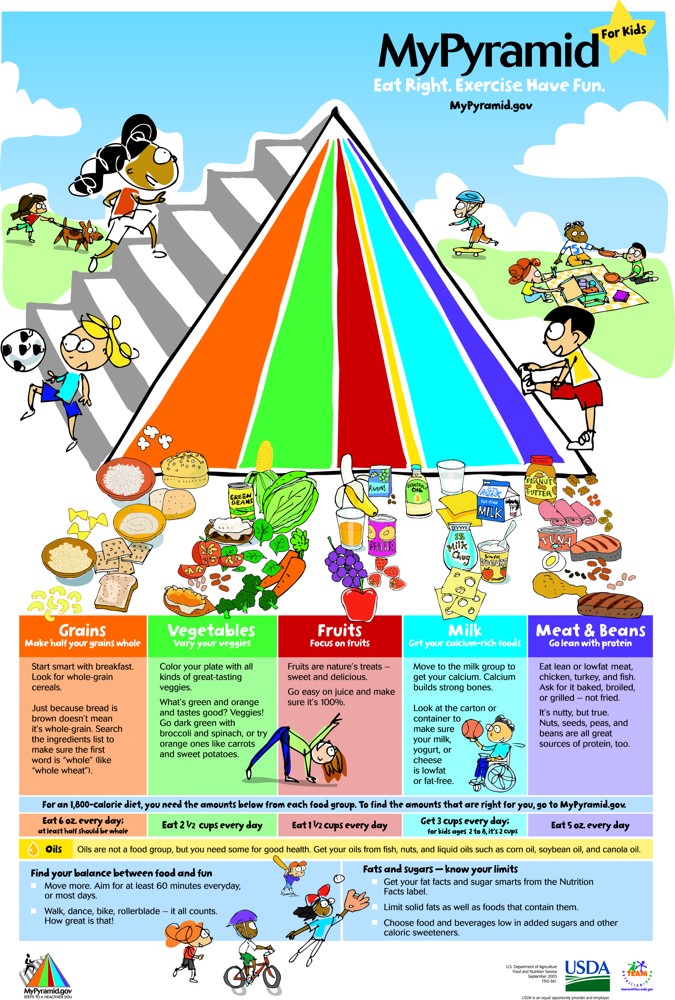 For Kids
MyPyramid
Eat Right. Exercise. Have Fun.
MyPyramid.gov
5
GREEN
BEANS
RAISINS
PEACHES
VEGETABLE
OIL
fat-free
MILK
fat-free
MILK
1%
Milk
Chug
Lowfat
YOGURT
STRAWBERRY
PEANUT
BUTTER
TUNA
Grains
Make half your grains whole
Start smart with breakfast.
Look for whole-grain
cereals.
Just because bread is
brown doesn't mean
it's whole-grain. Search
the ingredients list to
make sure the first
word is “whole” (like
“whole wheat”).
Vegetables
Vary your veggies
Color your plate with all
kinds of great-tasting
veggies.
What's green and orange
and tastes good? Veggies!
Go dark green with
broccoli and spinach, or try
orange ones like carrots
and sweet potatoes.
Fruits
Focus on fruits
Fruits are nature's treats –
sweet and delicious.
Go easy on juice and make
sure it's 100%.
Milk
Get your calcium-rich foods
Move to the milk group to
get your calcium. Calcium
builds strong bones.
Look at the carton or
container to
make sure
your milk,
yogurt, or
cheese
is lowfat
or fat-free.
Meat & Beans
Go lean with protein
Eat lean or lowfat meat,
chicken, turkey, and fish.
Ask for it baked, broiled,
or grilled – not fried.
It's nutty, but true.
Nuts, seeds, peas, and
beans are all great
sources of protein, too.
For an 1,800-calorie diet, you need the amounts below from each food group. To find the amounts that are right for you, go to MyPyramid.gov.
Eat 6 oz. every day;
at least half should be whole
Eat 2 1/2 cups every day
Eat 1 1/2 cups every day
Get 3 cups every day;
for kids ages 2 to 8, it's 2 cups
Eat 5 oz. every day
Oils
Oils are not a food group, but you need some for good health. Get your oils from fish, nuts, and liquid oils such as corn oil, soybean oil, and canola oil.
Find your balance between food and fun
Move more. Aim for at least 60 minutes everyday,
or most days.
Walk, dance, bike, rollerblade – it all counts.
How great is that!
Fats and sugars — know your limits
Get your fat facts and sugar smarts from the Nutrition
Facts label.
Limit solid fats as well as foods that contain them.
Choose food and beverages low in added sugars and other
caloric sweeteners.
MyPyramid.gov
STEPS TO A HEALTHIER YOU
U.S. Department of Agriculture
Food and Nutrition Service
September 2005
FNS-381
USDA
TEAM
NUTRITION USDA
teamnutrition.usda.gov
USDA is an equal opportunity provider and employer.